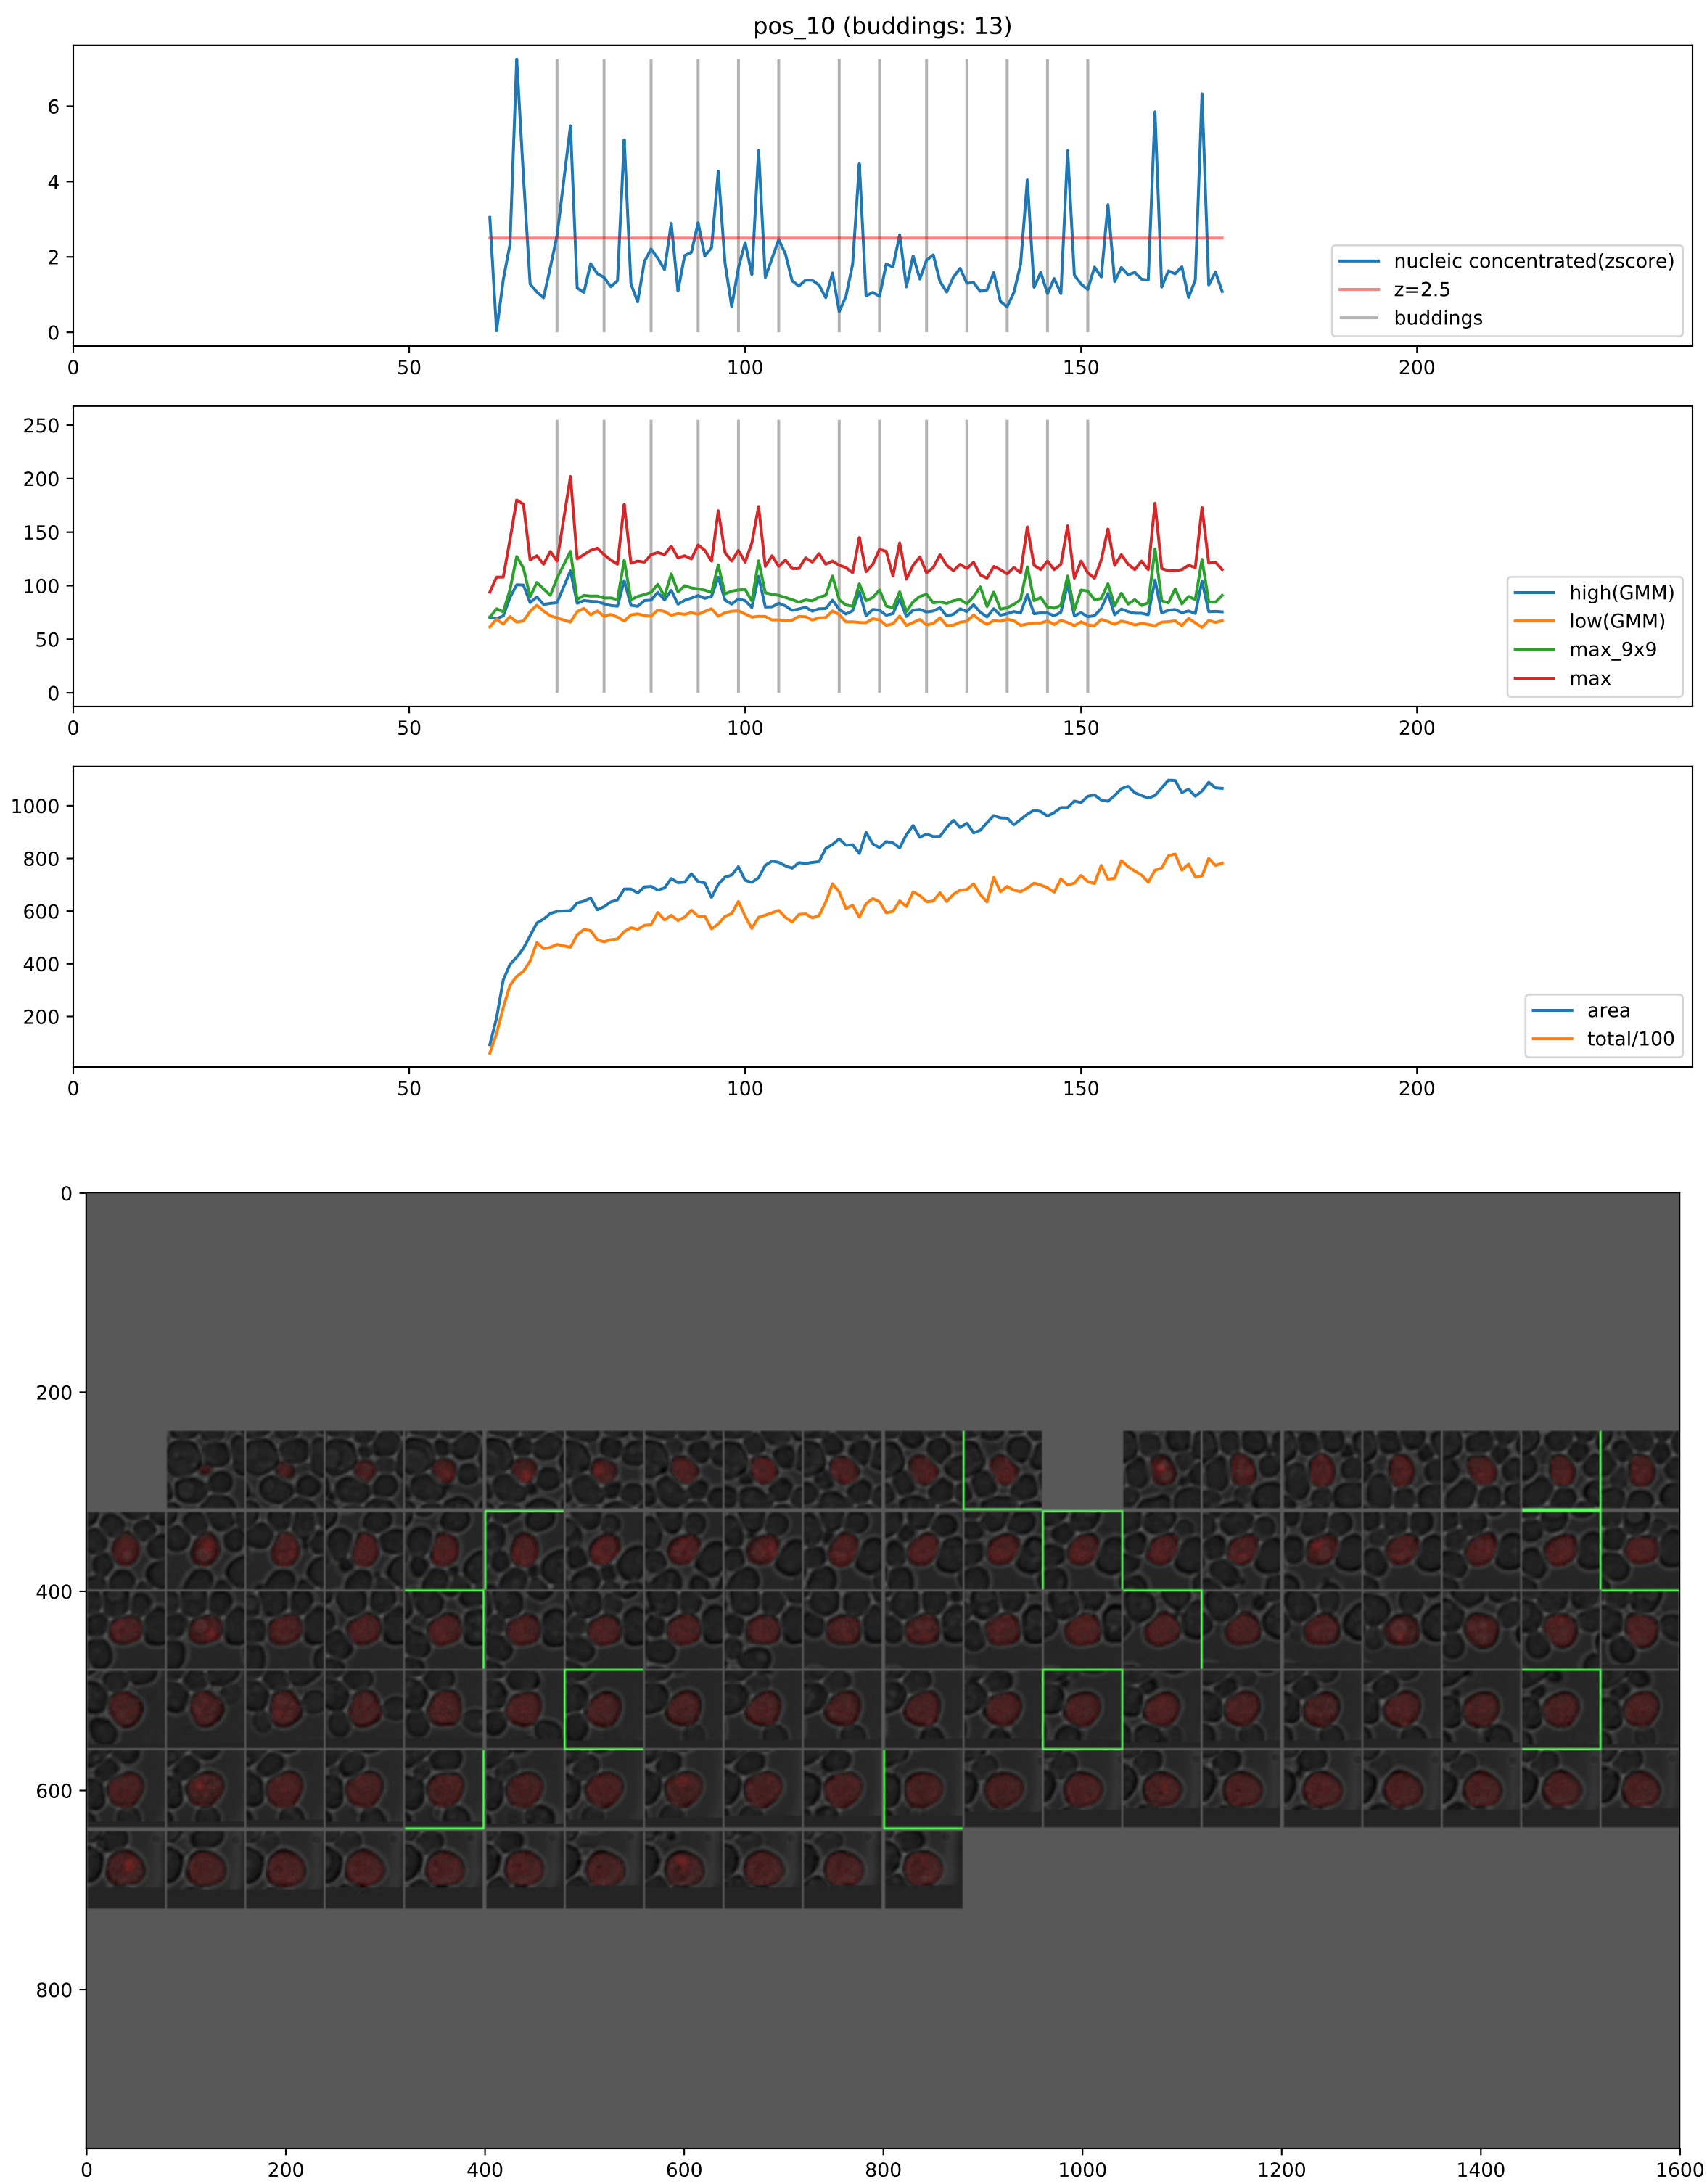 pos_10 (buddings: 13)
6
4
2
0
nucleic concentrated(zscore)
z=2.5
buddings
0 50 100 150 200
250
200
150
100
50
0
high(GMM)
low(GMM)
max_9x9
max
0 50 100 150 200
1000
800
600
400
200
area
total/100
0 50 100 150 200
0
200
400
600
800
0 200 400 600 800 1000 1200 1400 1600